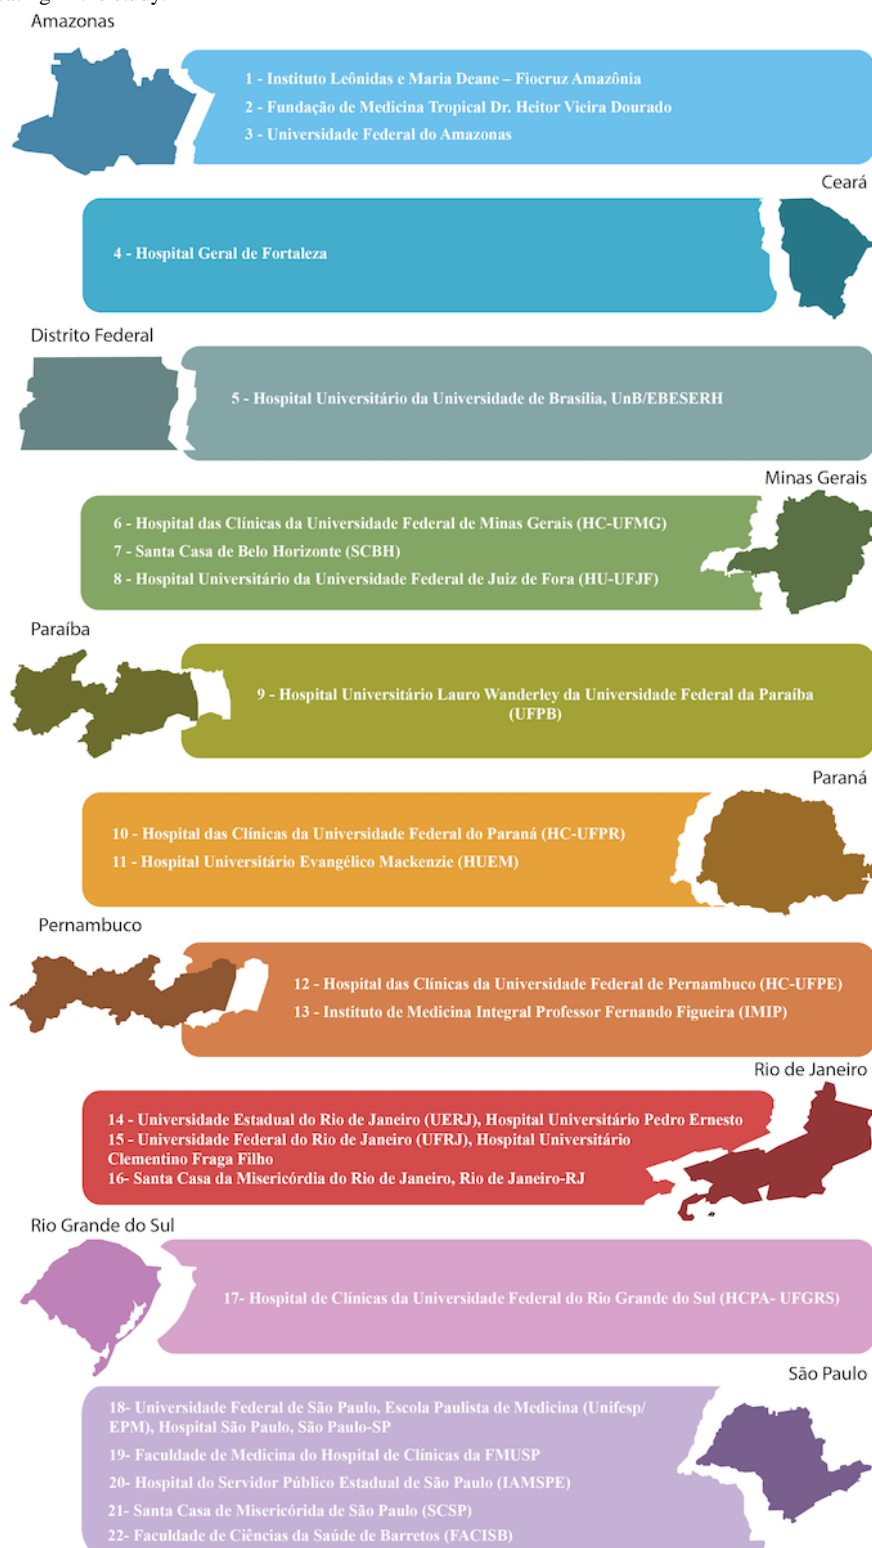 Amazonas
1 - Instituto Leônidas e Maria Deane – Fiocruz Amazônia
2 - Fundação de Medicina Tropical Dr. Heitor Vieira Dourado
3 - Universidade Federal do Amazonas
Ceará
4 - Hospital Geral de Fortaleza
Distrito Federal
5 - Hospital Universitário da Universidade de Brasília, UnB/EBESERH
Minas Gerais
6 - Hospital das Clínicas da Universidade Federal de Minas Gerais (HC-UFMG)
7 - Santa Casa de Belo Horizonte (SCBH)
8 - Hospital Universitário da Universidade Federal de Juiz de Fora (HU-UFJF)
Paraíba
9 - Hospital Universitário Lauro Wanderley da Universidade Federal da Paraíba
(UFPB)
Paraná
10 - Hospital das Clínicas da Universidade Federal do Paraná (HC-UFPR)
11 - Hospital Universitário Evangélico Mackenzie (HUEM)
Pernambuco
12 - Hospital das Clínicas da Universidade Federal de Pernambuco (HC-UFPE)
13 - Instituto de Medicina Integral Professor Fernando Figueira (IMIP)
Rio de Janeiro
14 - Universidade Estadual do Rio de Janeiro (UERJ), Hospital Universitário Pedro Ernesto
15 - Universidade Federal do Rio de Janeiro (UFRJ), Hospital Universitário
Clementino Fraga Filho
16- Santa Casa da Misericórdia do Rio de Janeiro, Rio de Janeiro-RJ
Rio Grande do Sul
17- Hospital de Clínicas da Universidade Federal do Rio Grande do Sul (HCPA- UFGRS)
São Paulo
18- Universidade Federal de São Paulo, Escola Paulista de Medicina (Unifesp/
EPM), Hospital São Paulo, São Paulo-SP
19- Faculdade de Medicina do Hospital de Clínicas da FMUSP
20- Hospital do Servidor Público Estadual de São Paulo (IAMSPE)
21- Santa Casa de Misericórida de São Paulo (SCSP)
22- Faculdade de Ciências da Saúde de Barretos (FACISB)